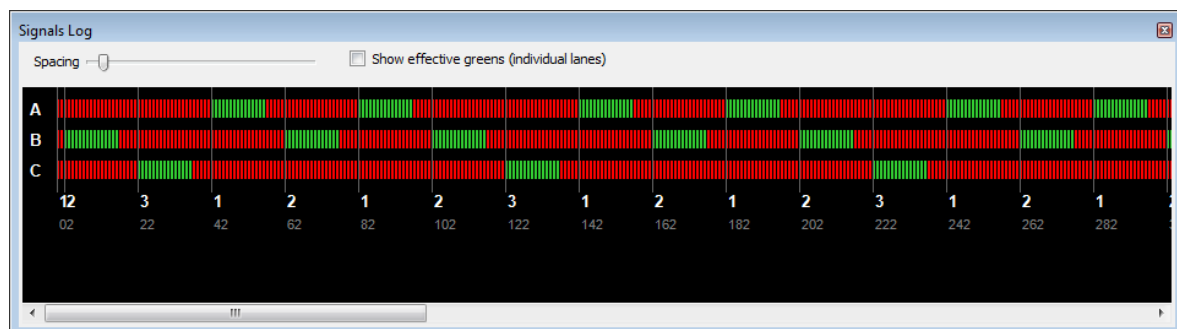 Signals Log
Spacing Show effective greens (individual lanes)
A
B
C
12 3 1 2 1 2 3 1 2 1 2 3 1 2 1
02 22 42 62 82 102 122 142 162 182 202 222 242 262 282